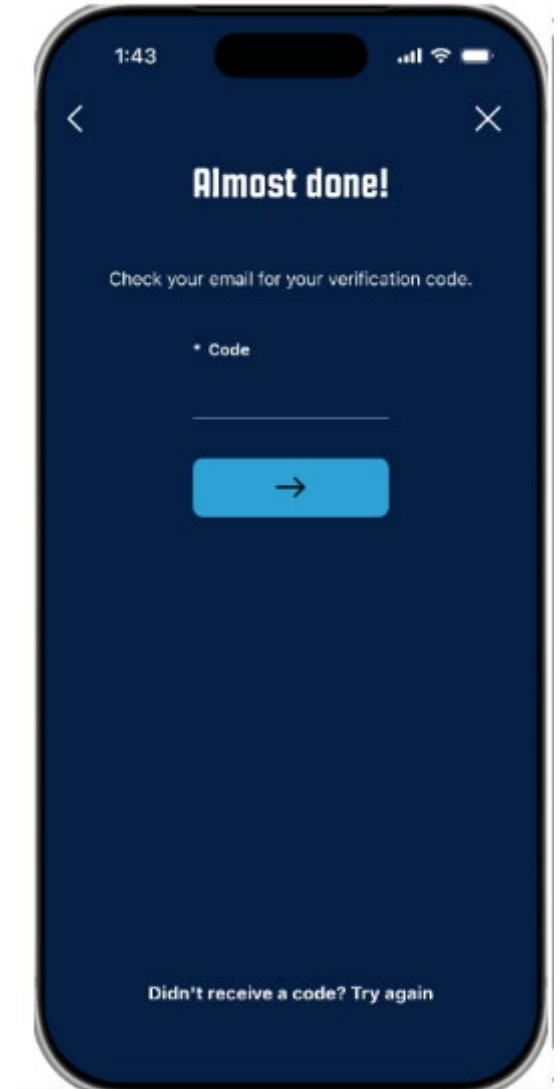 1:43
Almost done!
Check your email for your verification code.
* Code
Didn't receive a code? Try again